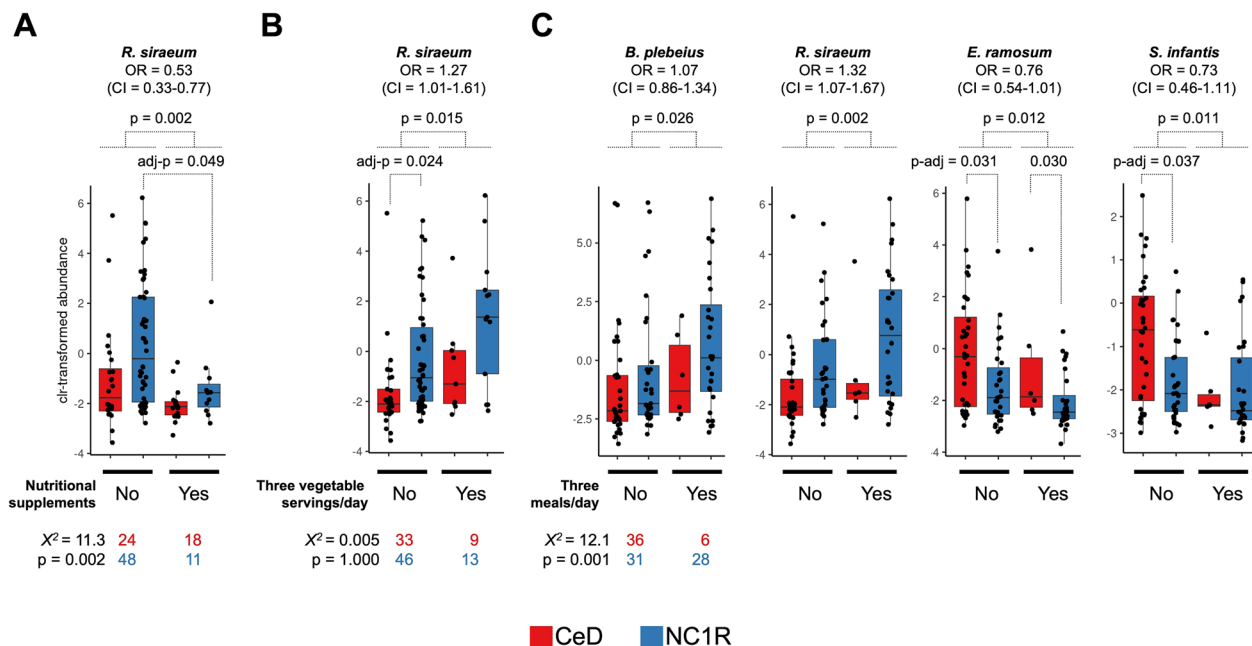 A
B
C
R. siraeum
OR = 0.53
(CI = 0.33-0.77)
p = 0.002
adj-p = 0.049
R. siraeum
OR = 1.27
(CI = 1.01-1.61)
p = 0.015
adj-p = 0.024
B. plebeius
OR = 1.07
(CI = 0.86-1.34)
p = 0.026
R. siraeum
OR = 1.32
(CI = 1.07-1.67)
p = 0.002
E. ramosum
OR = 0.76
(CI = 0.54-1.01)
p = 0.012
p-adj = 0.031
0.030
S. infantis
OR = 0.73
(CI = 0.46-1.11)
p = 0.011
p-adj = 0.037
clr-transformed abundance
6
4
2
0
-2
-4
6
4
2
0
-2
-4
5.0
2.5
0.0
-2.5
6
4
2
0
-2
-4
6
4
2
0
-2
-4
2
1
-0
-1
-2
-3
Nutritional
supplements
No
Yes
X² = 11.3 24 18
p = 0.002 48 11
Three vegetable
servings/day
No
Yes
X² = 0.005 33 9
p = 1.000 46 13
Three
meals/day
No
Yes
X² = 12.1 36 6
p = 0.001 31 28
No
Yes
No
Yes
No
Yes
CeD
NC1R